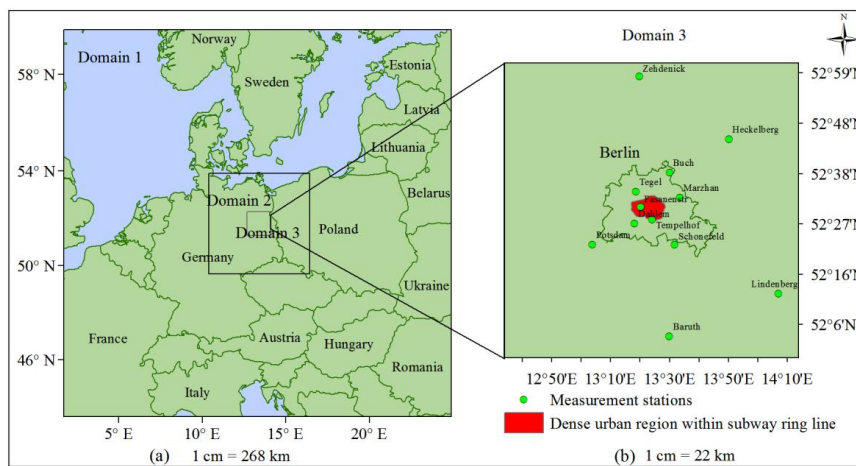 Domain 1
Norway
Sweden
Estonia
Latvia
Lithuania
Belarus
Domain 2
Domain 3
Poland
Germany
Ukraine
France
Austria
Hungary
Romania
Italy
58° N
54° N
50° N
46° N
5° E 10° E 15° E 20° E
(a) 1 cm = 268 km
Domain 3
N
Zehdenick
Heckelberg
Berlin
Buch
Tegel
Marzhan
Fasanenstr
Dahlem
Tempelhof
Potsdam
Schonefeld
Lindenberg
Baruth
52°59'N
52°48'N
52°38'N
52°27'N
52°16'N
52°6'N
12°50'E 13°10'E 13°30'E 13°50'E 14°10'E
Measurement stations
Dense urban region within subway ring line
(b) 1 cm = 22 km